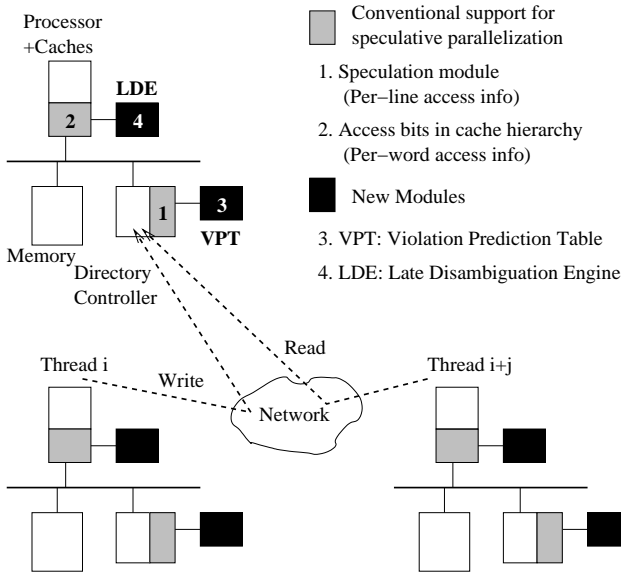 Processor
+Caches
LDE
2
4
1
3
VPT
Memory
Directory
Controller
Conventional support for
speculative parallelization
1. Speculation module
(Per−line access info)
2. Access bits in cache hierarchy
(Per−word access info)
New Modules
3. VPT: Violation Prediction Table
4. LDE: Late Disambiguation Engine
Thread i
Write
Read
Network
Thread i+j